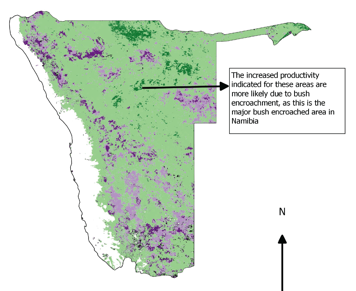 The increased productivity
indicated for these areas are
more likely due to bush
encroachment, as this is the
major bush encroached area in
Namibia
N